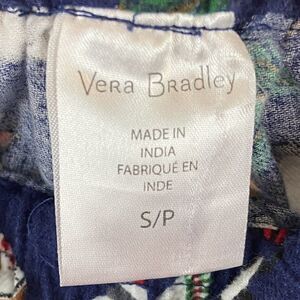 Vera Bradley
MADE IN
INDIA
FABRIQUÉ EN
INDE
S/P